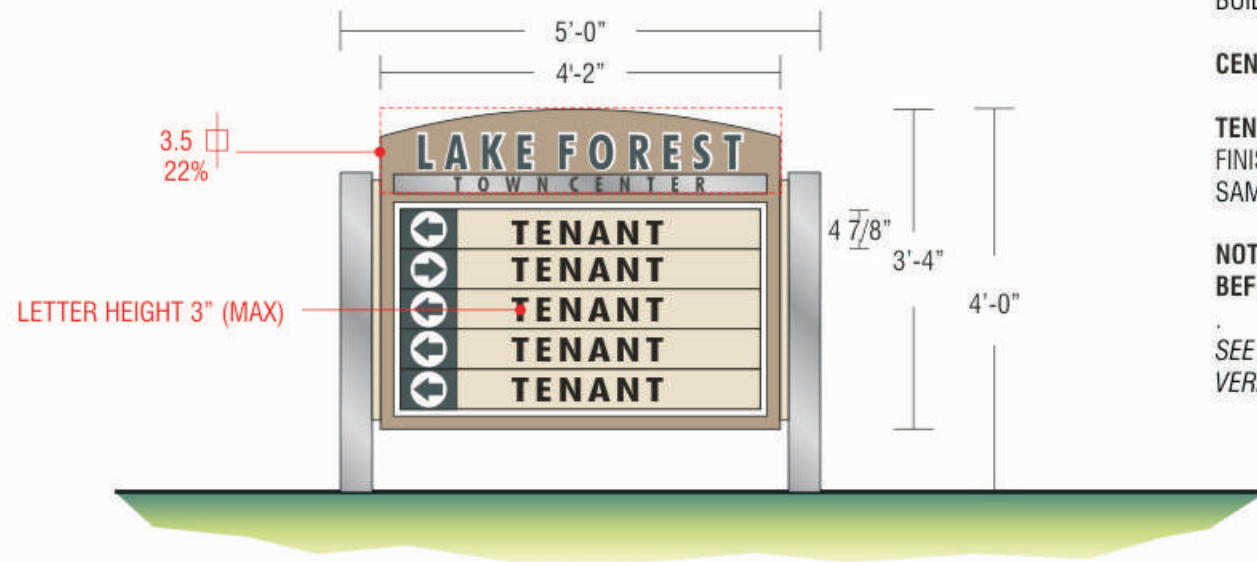 5’-0”
4'-2”
3.5
22%
LAKE FOREST
TOWN CENTER
TENANT
TENANT
TENANT
TENANT
TENANT
LETTER HEIGHT 3” (MAX)
4 7/8”
3’-4”
4’-0”
CEN
TEN
FINIS
SAM
NOT
BEF
.
SEE
VER